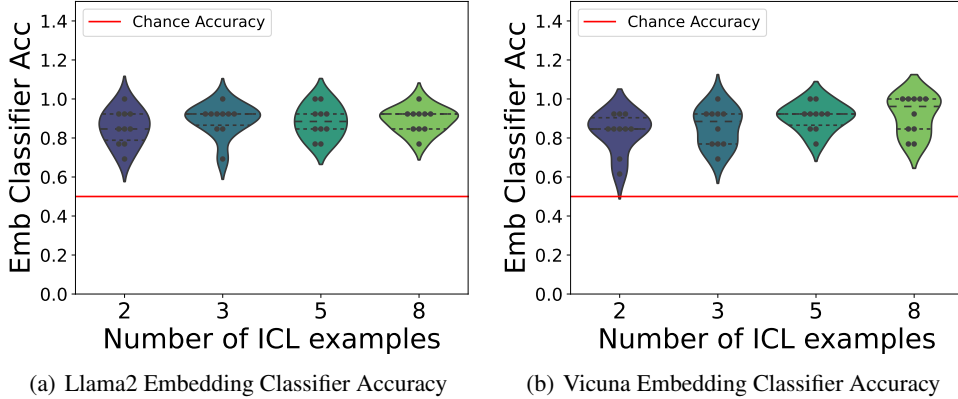 Emb Classifier Acc
1.4
1.2
1.0
0.8
0.6
0.4
0.2
0.0
Chance Accuracy
2 3 5 8
Number of ICL examples
(a) Llama2 Embedding Classifier Accuracy
Emb Classifier Acc
1.4
1.2
1.0
0.8
0.6
0.4
0.2
0.0
Chance Accuracy
2 3 5 8
Number of ICL examples
(b) Vicuna Embedding Classifier Accuracy